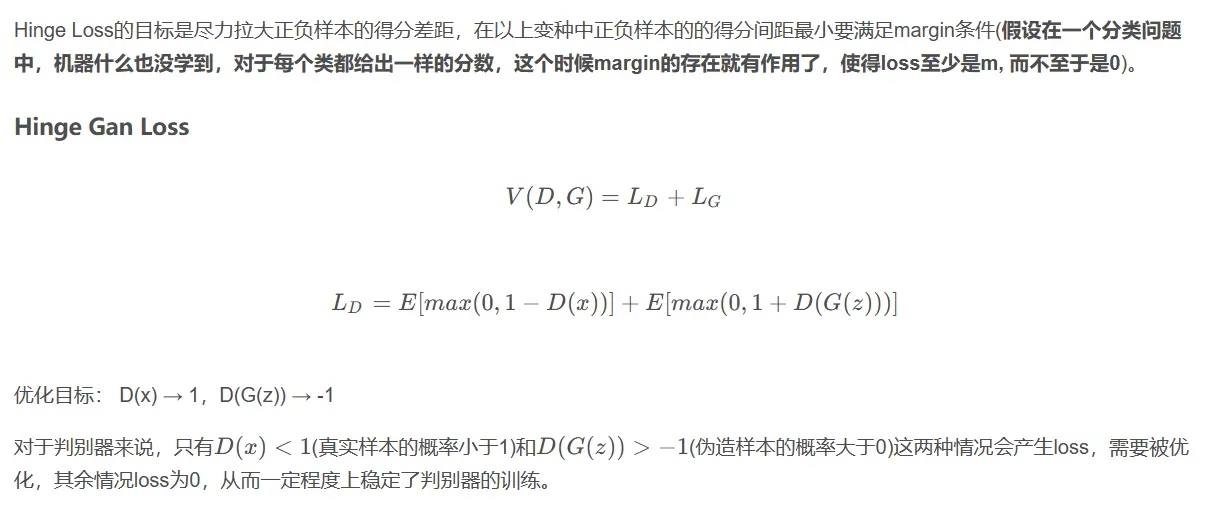 Hinge Loss的目标是尽力拉大正负样本的得分差距，在以上变种中正负样本的的得分间距最小要满足margin条件(假设在一个分类问题
中，机器什么也没学到，对于每个类都给出一样的分数，这个时候margin的存在就有作用了，使得loss至少是m, 而不至于是0)。
Hinge Gan Loss
V(D, G) = L_D + L_G
L_D = E[max(0, 1 − D(x))] + E[max(0, 1 + D(G(z)))]
优化目标： D(x) → 1，D(G(z)) → -1
对于判别器来说，只有D(x) < 1(真实样本的概率小于1)和D(G(z)) > −1(伪造样本的概率大于0)这两种情况会产生loss，需要被优
化，其余情况loss为0，从而一定程度上稳定了判别器的训练。